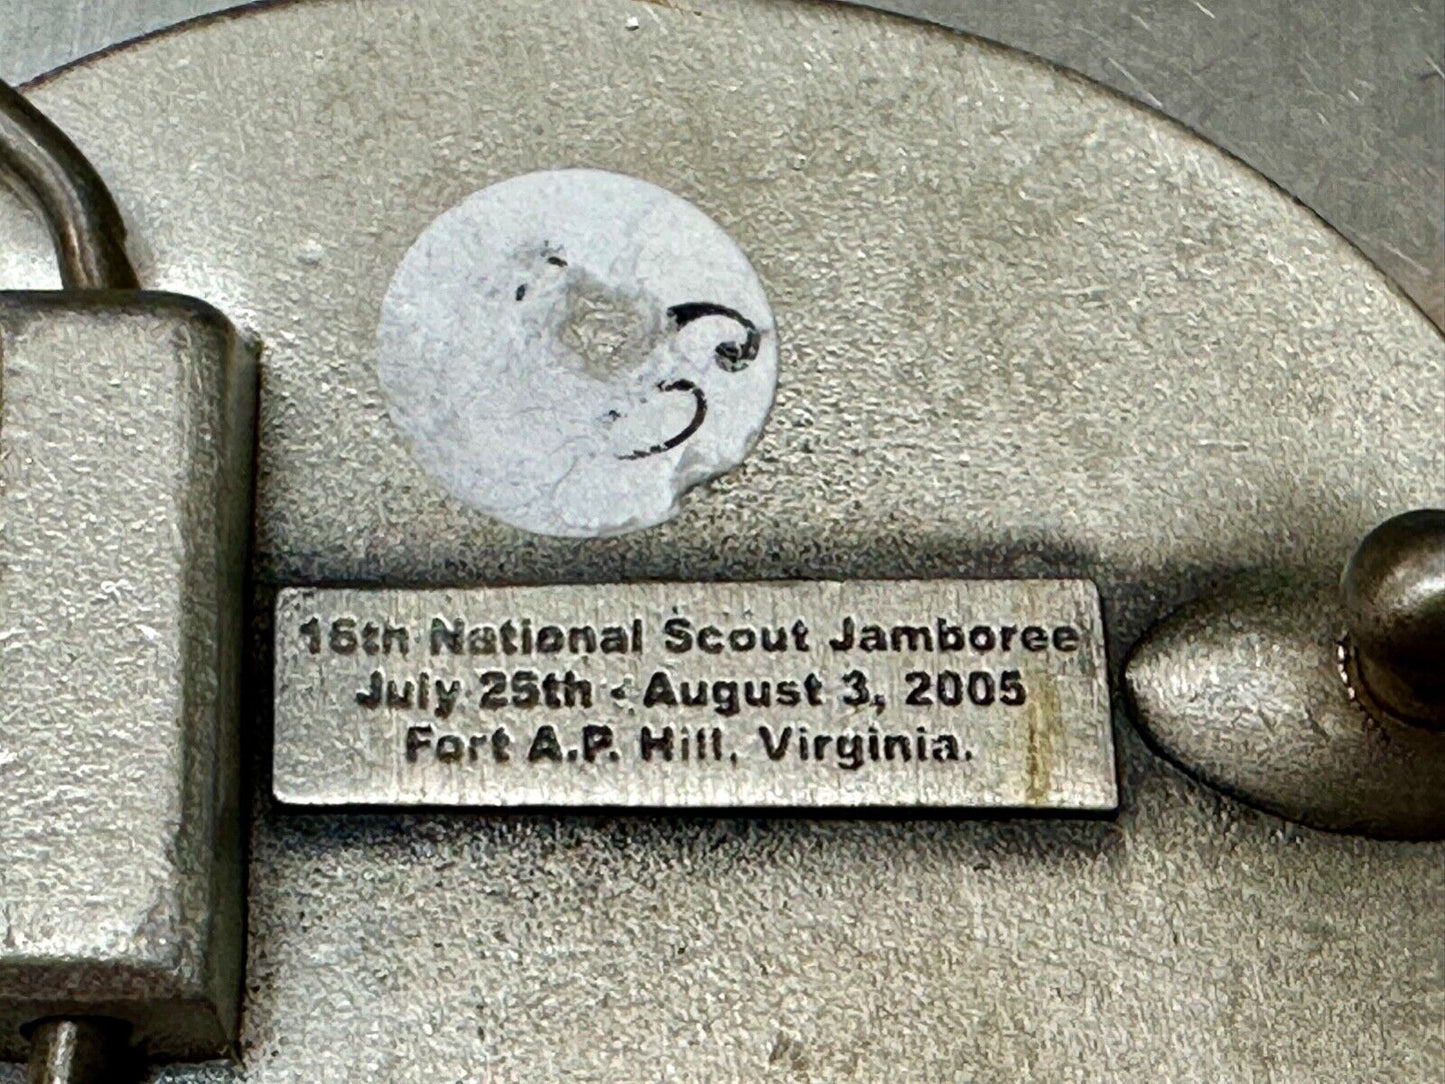 16th National Scout Jamboree
July 25th - August 3, 2005
Fort A.P. Hill, Virginia.